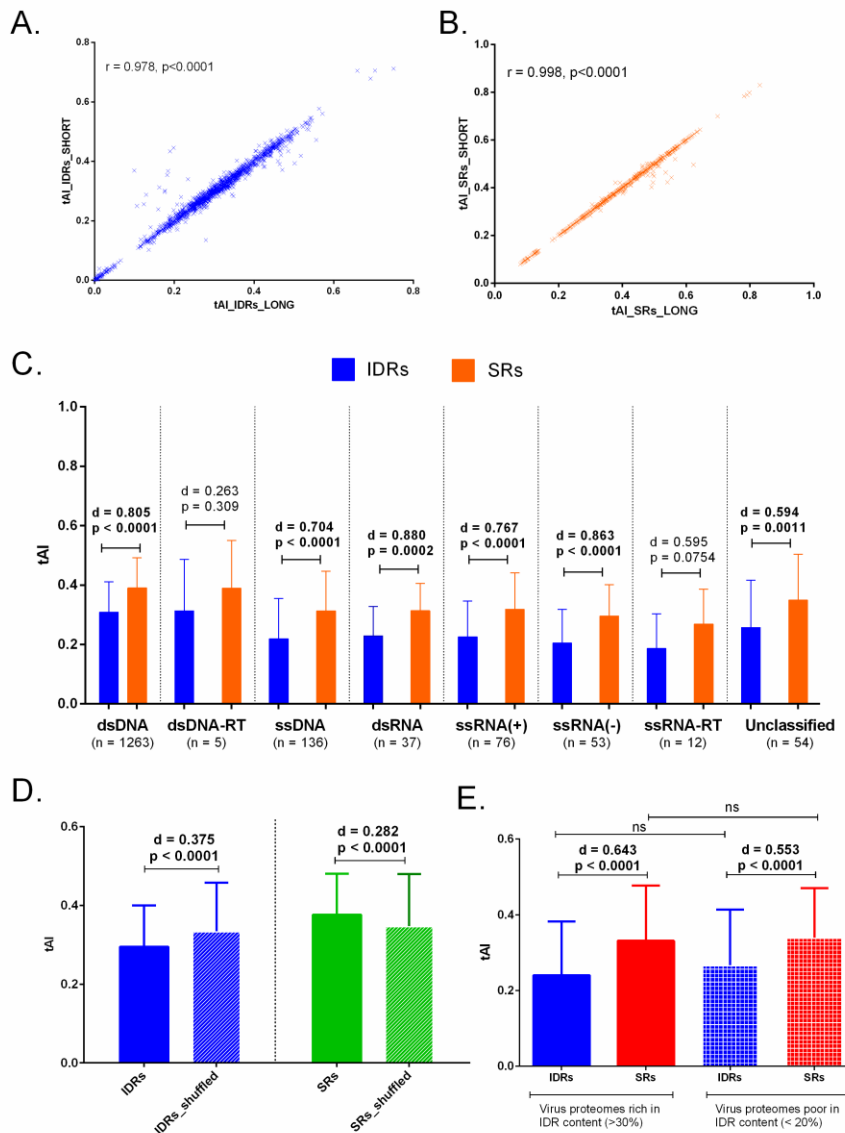 A.
r = 0.978, p<0.0001
tAI_IDRs_SHORT
0.8
0.6
0.4
0.2
0.0
0.0 0.2 0.4 0.6 0.8
tAI_IDRs_LONG
B.
r = 0.998, p<0.0001
tAI_SRs_SHORT
1.0
0.8
0.6
0.4
0.2
0.0
0.0 0.2 0.4 0.6 0.8 1.0
tAI_SRs_LONG
C.
IDRs SRs
tAI
1.0
0.8
0.6
0.4
0.2
0.0
d = 0.805
p < 0.0001
d = 0.263
p = 0.309
d = 0.704
p < 0.0001
d = 0.880
p = 0.0002
d = 0.767
p < 0.0001
d = 0.863
p < 0.0001
d = 0.595
p = 0.0754
d = 0.594
p = 0.0011
dsDNA dsDNA-RT ssDNA dsRNA ssRNA(+) ssRNA(-) ssRNA-RT Unclassified
(n = 1263) (n = 5) (n = 136) (n = 37) (n = 76) (n = 53) (n = 12) (n = 54)
D.
tAI
0.6
0.4
0.2
0.0
d = 0.375
p < 0.0001
d = 0.282
p < 0.0001
IDRs
IDRs_shuffled
SRs
SRs_shuffled
E.
tAI
0.6
0.4
0.2
0.0
ns
ns
d = 0.643
p < 0.0001
d = 0.553
p < 0.0001
IDRs SRs IDRs SRs
Virus proteomes rich in
IDR content (>30%)
Virus proteomes poor in
IDR content (< 20%)